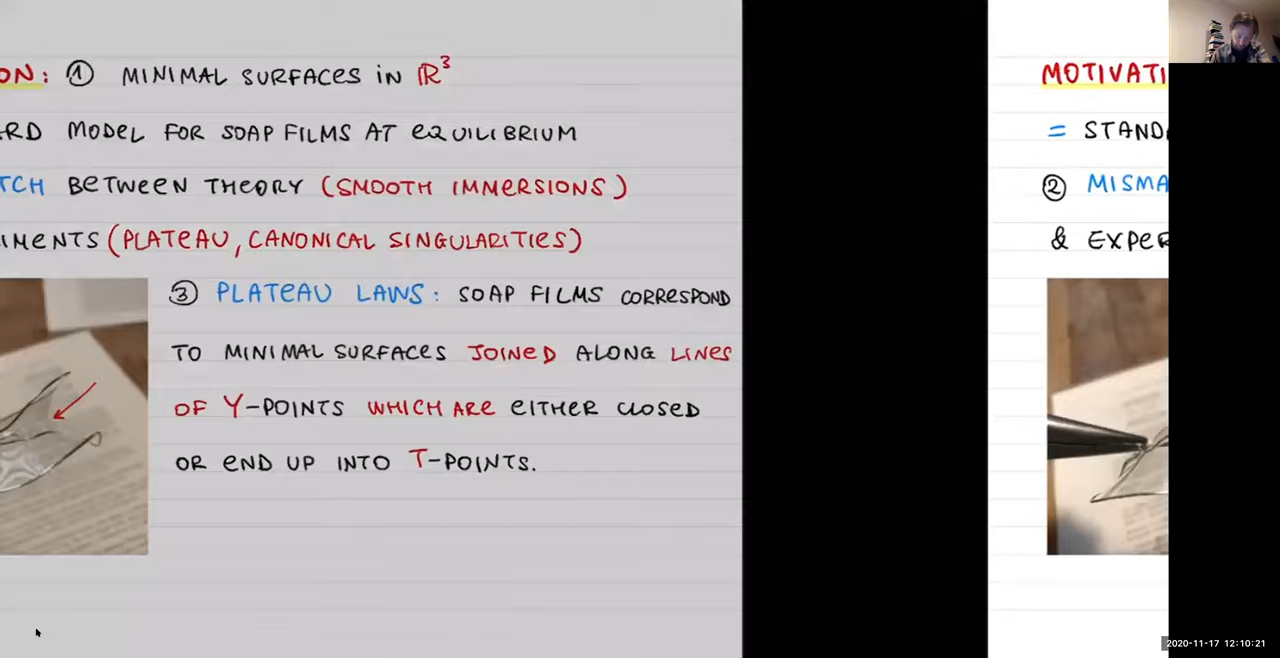 ON: ① MINIMAL SURFACES IN ℝ³
ARD MODEL FOR SOAP FILMS AT EQUILIBRIUM
TCH BETWEEN THEORY (SMOOTH IMMERSIONS)
IMENTS (PLATEAU, CANONICAL SINGULARITIES)
③ PLATEAU LAWS: SOAP FILMS CORRESPOND
TO MINIMAL SURFACES JOINED ALONG LINES
OF Y-POINTS WHICH ARE EITHER CLOSED
OR END UP INTO T-POINTS.
MOTIVATI
= STAND
② MISMA
& EXPER
2020-11-17 12:10:21